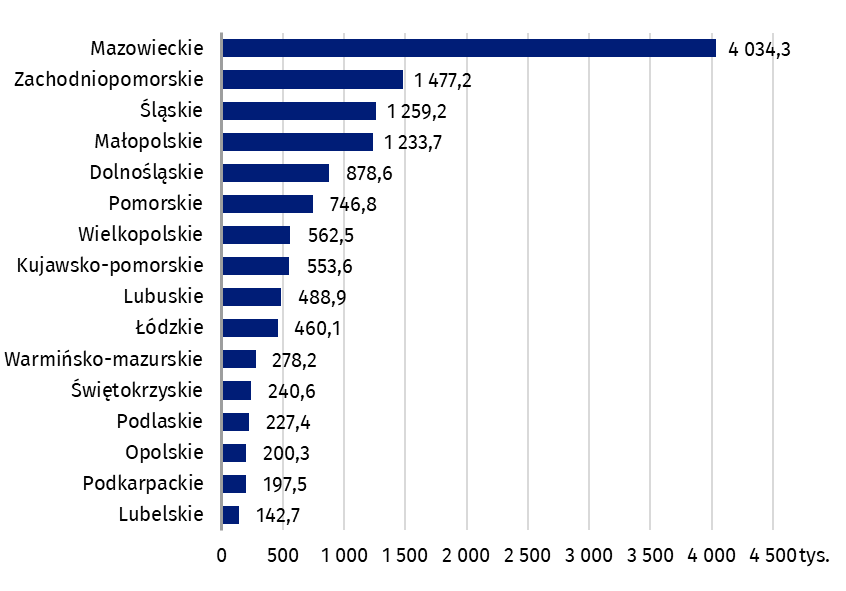 Mazowieckie 4 034,3
Zachodniopomorskie 1 477,2
Śląskie 1 259,2
Małopolskie 1 233,7
Dolnośląskie 878,6
Pomorskie 746,8
Wielkopolskie 562,5
Kujawsko-pomorskie 553,6
Lubuskie 488,9
Łódzkie 460,1
Warmińsko-mazurskie 278,2
Świętokrzyskie 240,6
Podlaskie 227,4
Opolskie 200,3
Podkarpackie 197,5
Lubelskie 142,7
0 500 1 000 1 500 2 000 2 500 3 000 3 500 4 000 4 500 tys.